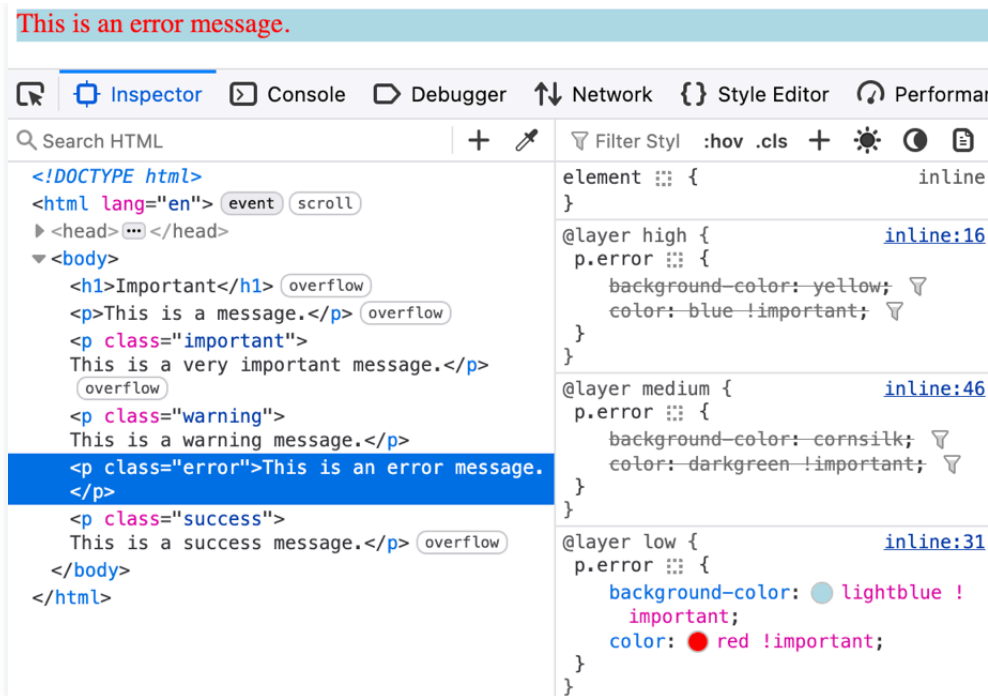 This is an error message.
Inspector Console Debugger Network {} Style Editor Performan
Search HTML + Filter Styl :hov .cls +
<!DOCTYPE html>
<html lang="en"> event scroll
<head> ••• </head>
<body>
<h1>Important</h1> overflow
<p>This is a message.</p> overflow
<p class="important">
This is a very important message.</p>
overflow
<p class="warning">
This is a warning message.</p>
<p class="error">This is an error message.
</p>
<p class="success">
This is a success message.</p> overflow
</body>
</html>
element { inline
}
@layer high { inline:16
p.error {
background-color: yellow;
color: blue !important;
}
}
@layer medium { inline:46
p.error {
background-color: cornsilk;
color: darkgreen !important;
}
}
@layer low { inline:31
p.error {
background-color: lightblue !
important;
color: red !important;
}
}